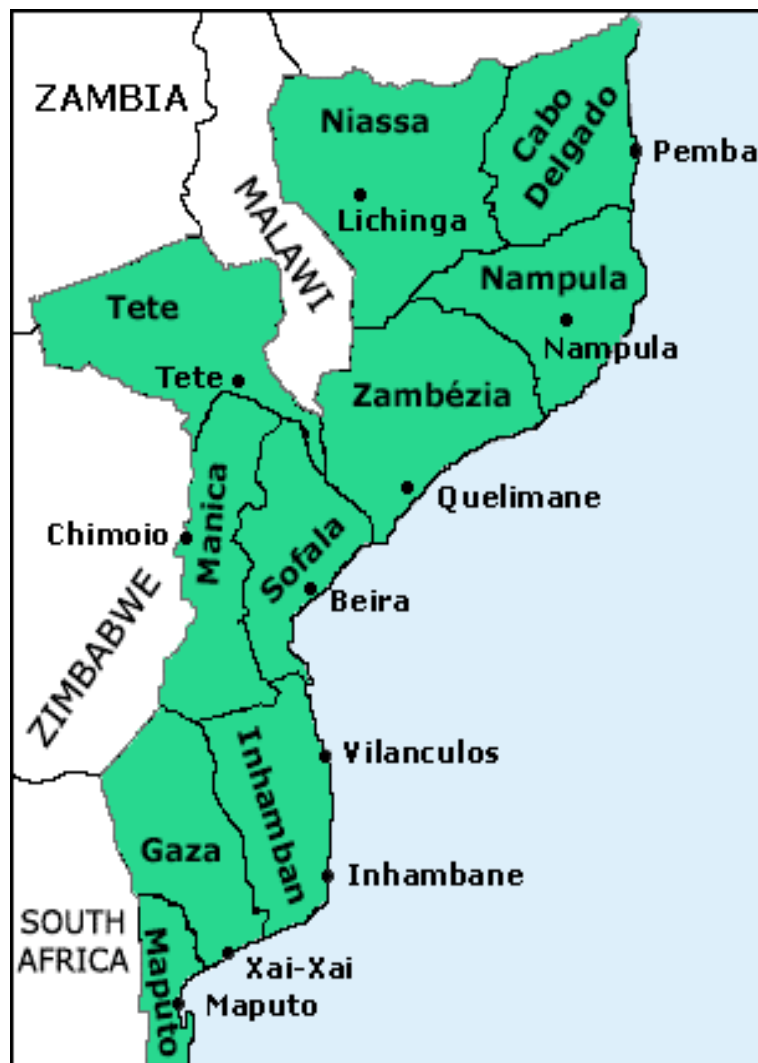 ZAMBIA
Niassa
Cabo
Delgado
Pemba
MALAWI
Lichinga
Tete
Nampula
Nampula
Tete
Zambézia
Manica
Quelimane
Chimoio
Sofala
Beira
ZIMBABWE
Vilanculos
Inhamban
Gaza
Inhambane
SOUTH
AFRICA
Maputo
Xai-Xai
Maputo